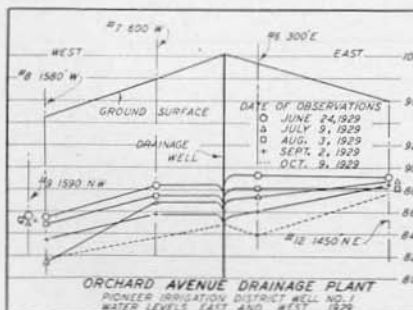 #7 600'W
#6 300'E
WEST
EAST
#8 1580'W
GROUND SURFACE
DATE OF OBSERVATIONS
JUNE 24, 1929
JULY 9, 1929
AUG. 3, 1929
SEPT. 2, 1929
OCT. 9, 1929
DRAINAGE
WELL
#9 1590 NW
#12 1450' NE
ORCHARD AVENUE DRAINAGE PLANT
PIONEER IRRIGATION DISTRICT WELL NO. 1
WATER LEVELS EAST AND WEST 1929